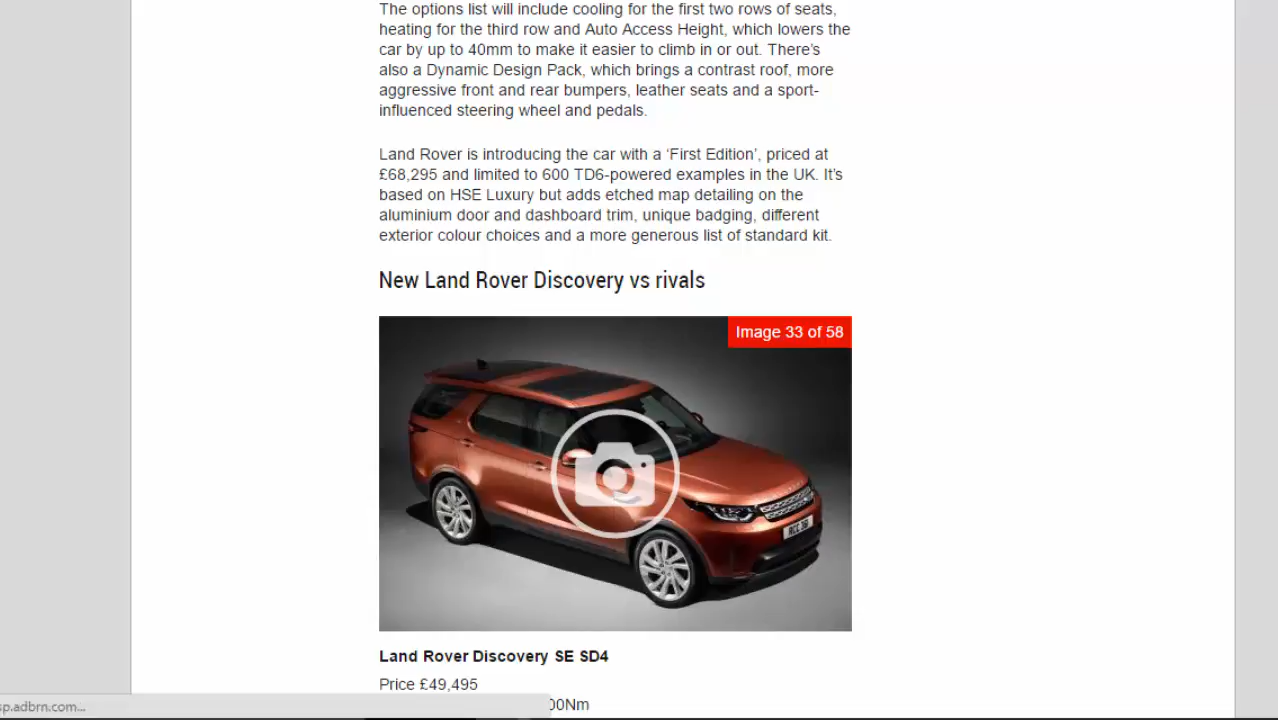 The options list will include cooling for the first two rows of seats,
heating for the third row and Auto Access Height, which lowers the
car by up to 40mm to make it easier to climb in or out. There’s
also a Dynamic Design Pack, which brings a contrast roof, more
aggressive front and rear bumpers, leather seats and a sport-
influenced steering wheel and pedals.
Land Rover is introducing the car with a ‘First Edition’, priced at
£68,295 and limited to 600 TD6-powered examples in the UK. It’s
based on HSE Luxury but adds etched map detailing on the
aluminium door and dashboard trim, unique badging, different
exterior colour choices and a more generous list of standard kit.
New Land Rover Discovery vs rivals
Image 33 of 58
Land Rover Discovery SE SD4
Price £49,495
00Nm
sp.adbrn.com...